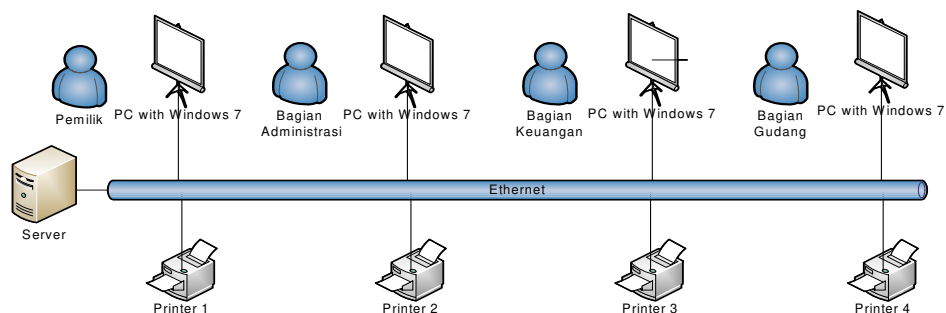 Pemilik
PC with Windows 7
Bagian
Administrasi
PC with Windows 7
Bagian
Keuangan
PC with Windows 7
Bagian
Gudang
PC with Windows 7
Ethernet
Server
Printer 1
Printer 2
Printer 3
Printer 4